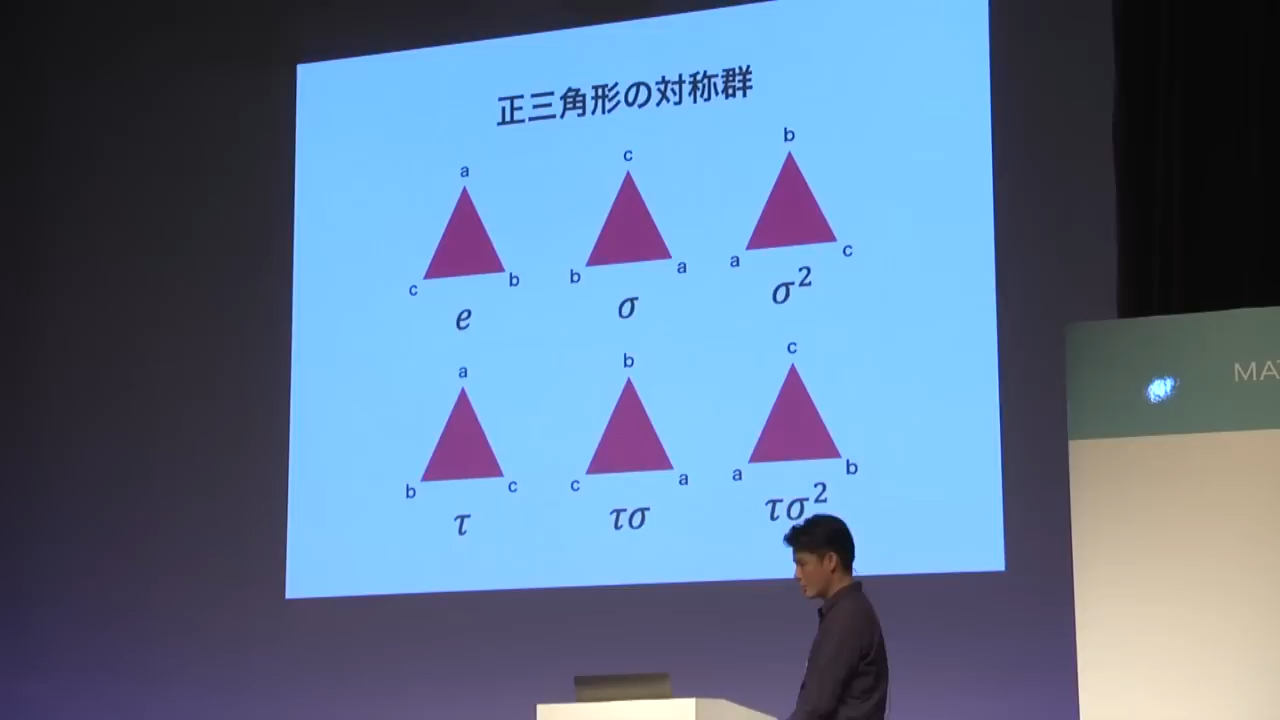 正三角形の対称群
a c b
c b b a a c
e σ σ²
a b c
b c c a a b
τ τσ τσ²
MA